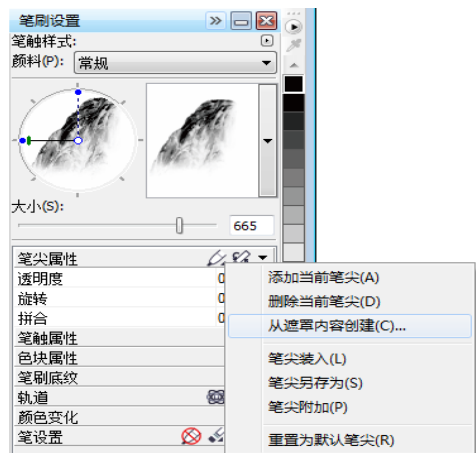 笔刷设置
笔触样式:
颜料(P): 常规
大小(S):
665
笔尖属性
透明度 0
旋转 0
拼合 0
笔触属性
色块属性
笔刷底纹
轨道
颜色变化
笔设置
添加当前笔尖(A)
删除当前笔尖(D)
从遮罩内容创建(C)...
笔尖装入(L)
笔尖另存为(S)
笔尖附加(P)
重置为默认笔尖(R)